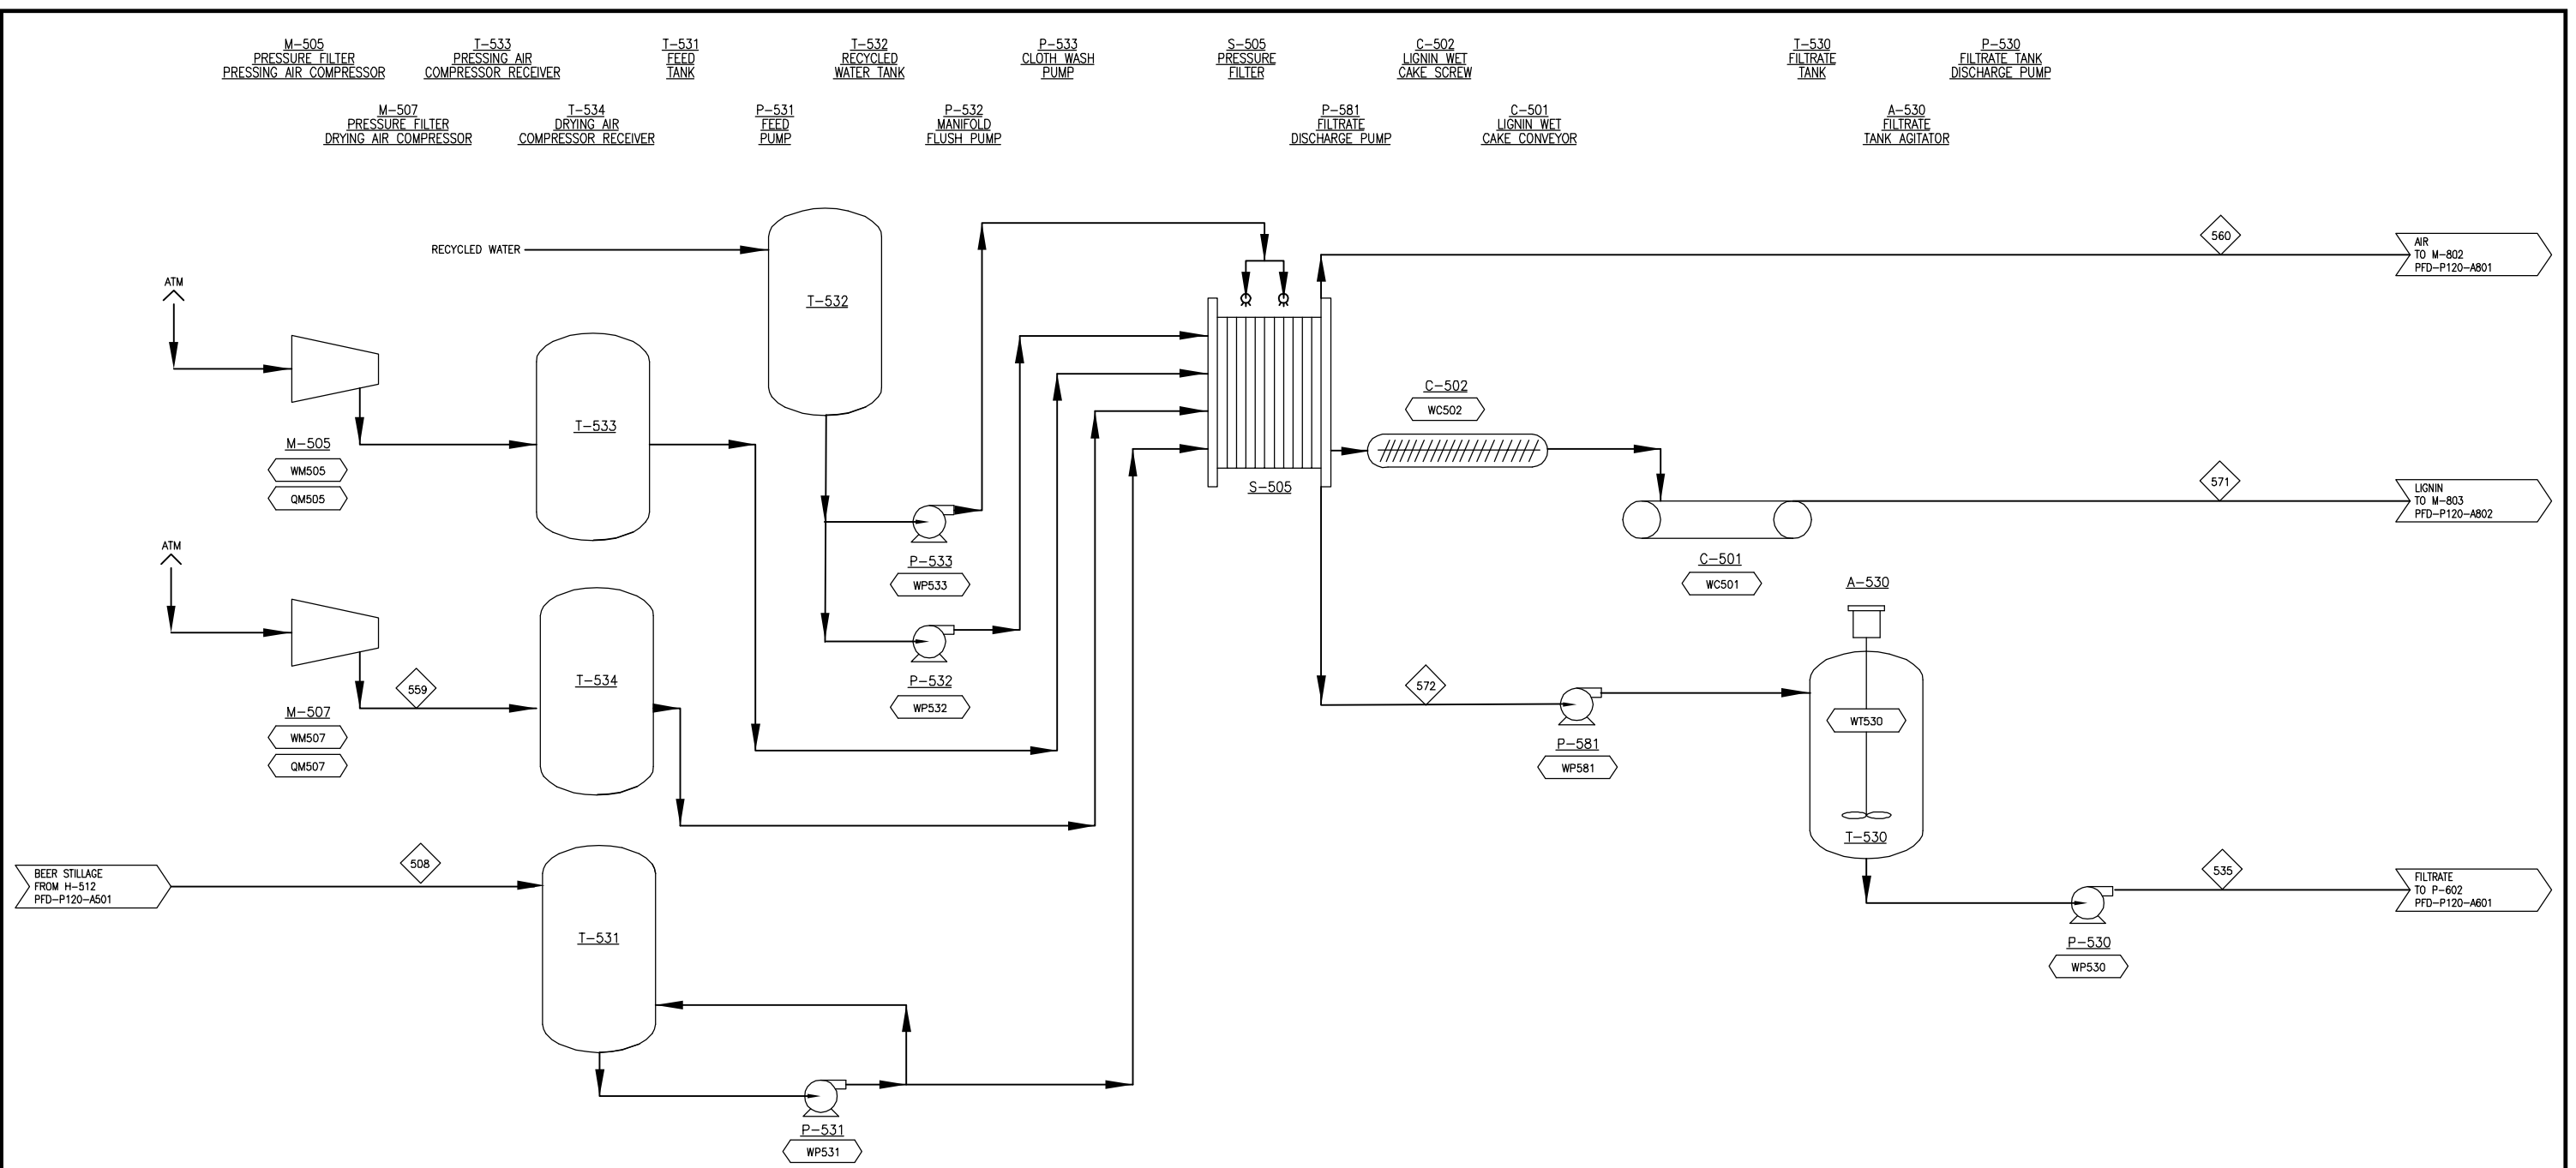 M-505
PRESSURE FILTER
PRESSING AIR COMPRESSOR
T-533
PRESSING AIR
COMPRESSOR RECEIVER
T-531
FEED
TANK
T-532
RECYCLED
WATER TANK
P-533
CLOTH WASH
PUMP
S-505
PRESSURE
FILTER
C-502
LIGNIN WET
CAKE SCREW
T-530
FILTRATE
TANK
P-530
FILTRATE TANK
DISCHARGE PUMP
M-507
PRESSURE FILTER
DRYING AIR COMPRESSOR
T-534
DRYING AIR
COMPRESSOR RECEIVER
P-531
FEED
PUMP
P-532
MANIFOLD
FLUSH PUMP
P-581
FILTRATE
DISCHARGE PUMP
C-501
LIGNIN WET
CAKE CONVEYOR
A-530
FILTRATE
TANK AGITATOR
560
AIR
TO M-802
PFD-P120-A801
RECYCLED WATER
ATM
T-532
C-502
WC502
T-533
M-505
WM505
QM505
S-505
571
LIGNIN
TO M-803
PFD-P120-A802
ATM
P-533
WP533
C-501
WC501
A-530
T-534
559
P-532
WP532
572
M-507
WM507
QM507
WT530
P-581
WP581
T-530
508
BEER STILLAGE
FROM H-512
PFD-P120-A501
535
FILTRATE
TO P-602
PFD-P120-A601
T-531
P-530
WP530
P-531
WP531